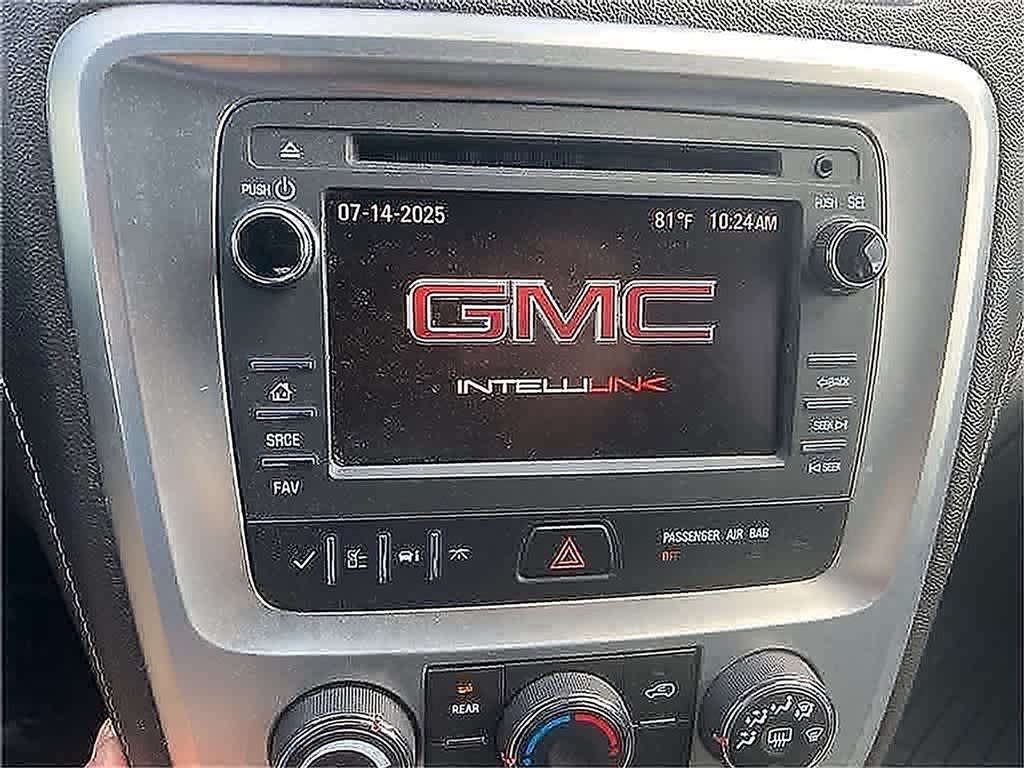 PUSH
PUSH SEL
07-14-2025
81°F 10:24AM
GMC
INTELLILINK
BACK
SRCE
SEEK
FAV
SEEK
PASSENGER AIR BAG
OFF
REAR